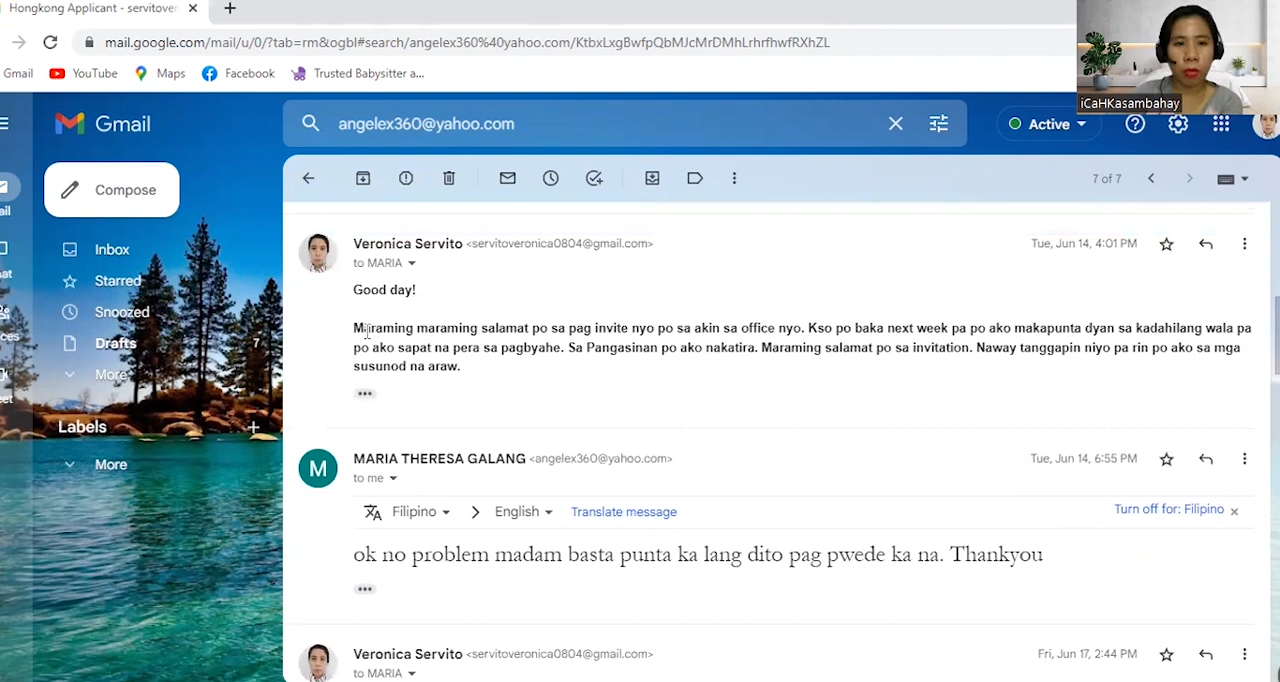 Hongkong Applicant - servitover
mail.google.com/mail/u/0/?tab=rm&ogbl#search/angelex360%40yahoo.com/KtbxLxgBwfpQbMJcMrDMhLrhrfhwfRXhZL
Gmail YouTube Maps Facebook Trusted Babysitter a...
iCaHKasambahay
Gmail
angelex360@yahoo.com
Active
Compose
7 of 7
ail
Inbox
Starred
Snoozed
Drafts 7
More
Labels
More
Veronica Servito <servitoveronica0804@gmail.com> Tue, Jun 14, 4:01 PM
to MARIA
Good day!
Maraming maraming salamat po sa pag invite nyo po sa akin sa office nyo. Kso po baka next week pa po ako makapunta dyan sa kadahilang wala pa
po ako sapat na pera sa pagbyahe. Sa Pangasinan po ako nakatira. Maraming salamat po sa invitation. Naway tanggapin niyo pa rin po ako sa mga
susunod na araw.
MARIA THERESA GALANG <angelex360@yahoo.com> Tue, Jun 14, 6:55 PM
M
to me
Filipino > English Translate message Turn off for: Filipino
ok no problem madam basta punta ka lang dito pag pwede ka na. Thankyou
Veronica Servito <servitoveronica0804@gmail.com> Fri, Jun 17, 2:44 PM
to MARIA